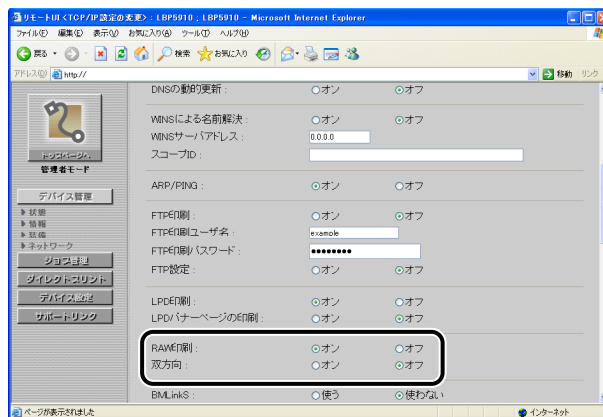 リモートUI <TCP/IP設定の変更> : LBP5910 ; LBP5910 - Microsoft Internet Explorer
ファイル(F) 編集(E) 表示(V) お気に入り(A) ツール(T) ヘルプ(H)
戻る 検索 お気に入り
アドレス(D) http:// 移動 リンク
DNSの動的更新 : オン オフ
WINSによる名前解決 : オン オフ
WINSサーバアドレス : 0.0.0.0
スコープID :
トップページへ
管理者モード
ARP/PING : オン オフ
デバイス管理
状態
情報
装備
ネットワーク
ジョブ管理
ダイレクトプリント
デバイス設定
サポートリンク
FTP印刷 : オン オフ
FTP印刷ユーザ名 : example
FTP印刷パスワード : ●●●●●●●●
FTP設定 : オン オフ
LPD印刷 : オン オフ
LPDバナーページの印刷 : オン オフ
RAW印刷 : オン オフ
双方向 : オン オフ
BMLinkS : 使う 使わない
ページが表示されました インターネット